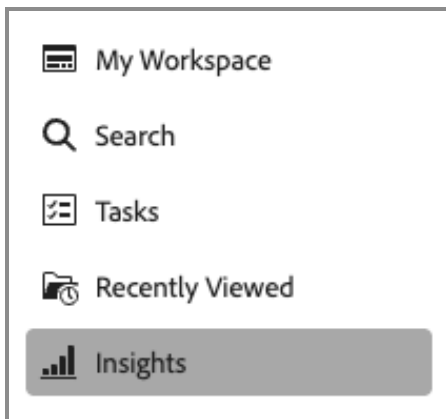 My Workspace
Search
Tasks
Recently Viewed
Insights